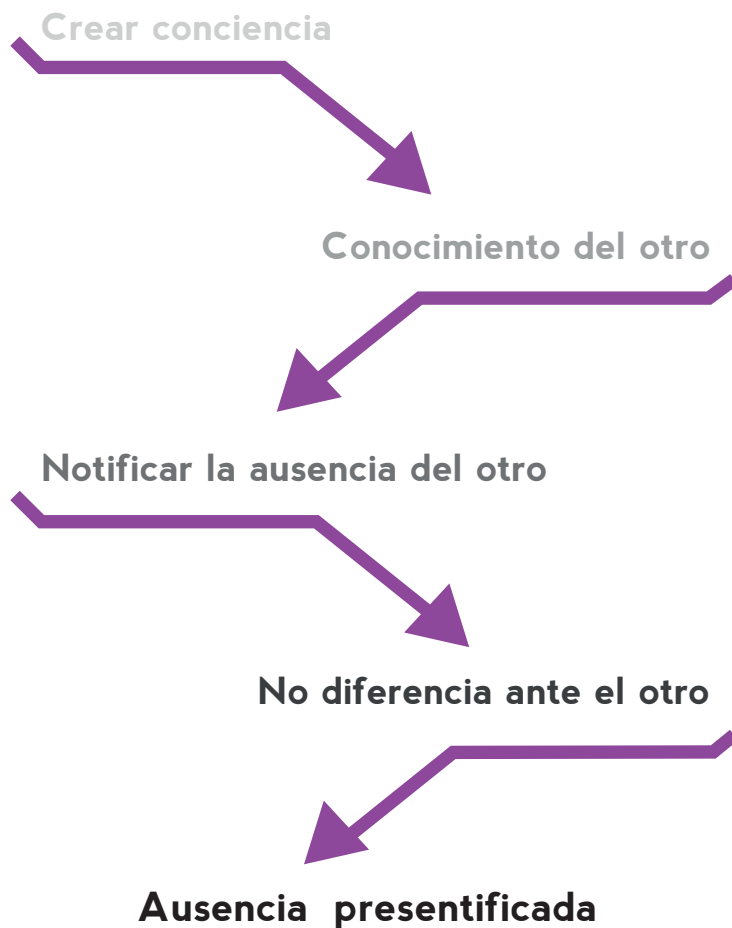 Crear conciencia
Conocimiento del otro
Notificar la ausencia del otro
No diferencia ante el otro
Ausencia presentificada